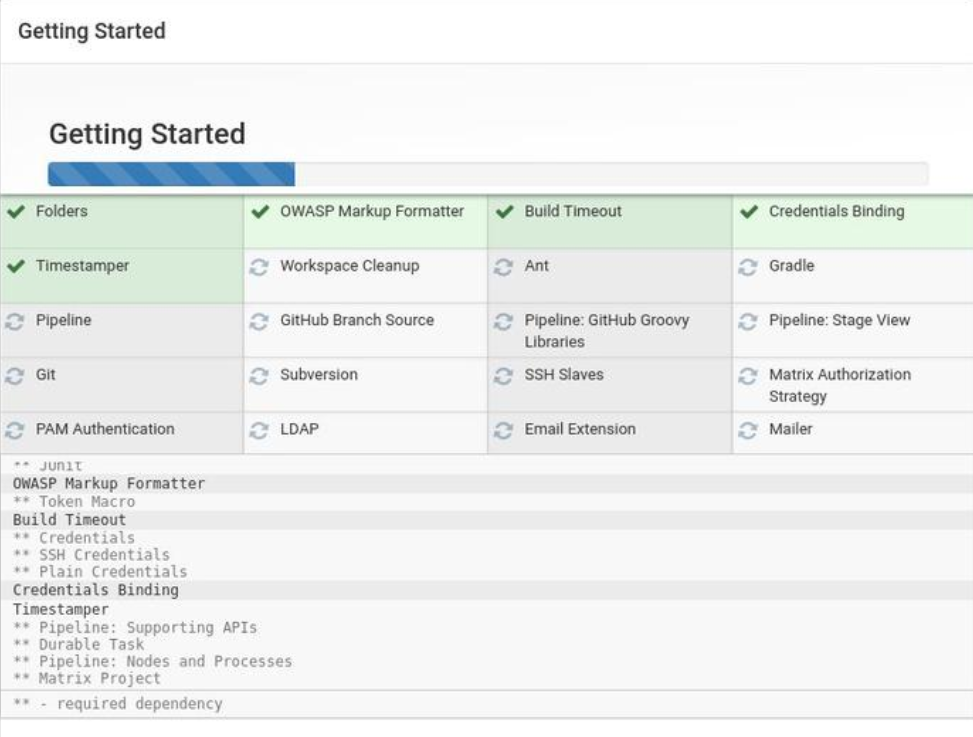 Getting Started
Getting Started
Folders
OWASP Markup Formatter
Build Timeout
Credentials Binding
Timestamper
Workspace Cleanup
Ant
Gradle
Pipeline
GitHub Branch Source
Pipeline: GitHub Groovy
Libraries
Pipeline: Stage View
Git
Subversion
SSH Slaves
Matrix Authorization
Strategy
PAM Authentication
LDAP
Email Extension
Mailer
** JUnit
OWASP Markup Formatter
** Token Macro
Build Timeout
** Credentials
** SSH Credentials
** Plain Credentials
Credentials Binding
Timestamper
** Pipeline: Supporting APIs
** Durable Task
** Pipeline: Nodes and Processes
** Matrix Project
** - required dependency